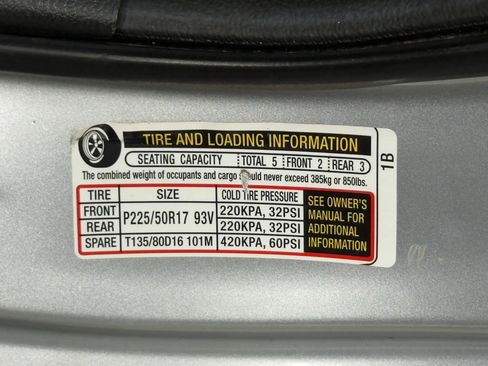 TIRE AND LOADING INFORMATION
SEATING CAPACITY TOTAL 5 FRONT 2 REAR 3
The combined weight of occupants and cargo should never exceed 385kg or 850lbs.
TIRE SIZE COLD TIRE PRESSURE
FRONT P225/50R17 93V 220KPA, 32PSI
REAR 220KPA, 32PSI
SPARE T135/80D16 101M 420KPA, 60PSI
SEE OWNER'S
MANUAL FOR
ADDITIONAL
INFORMATION
1B